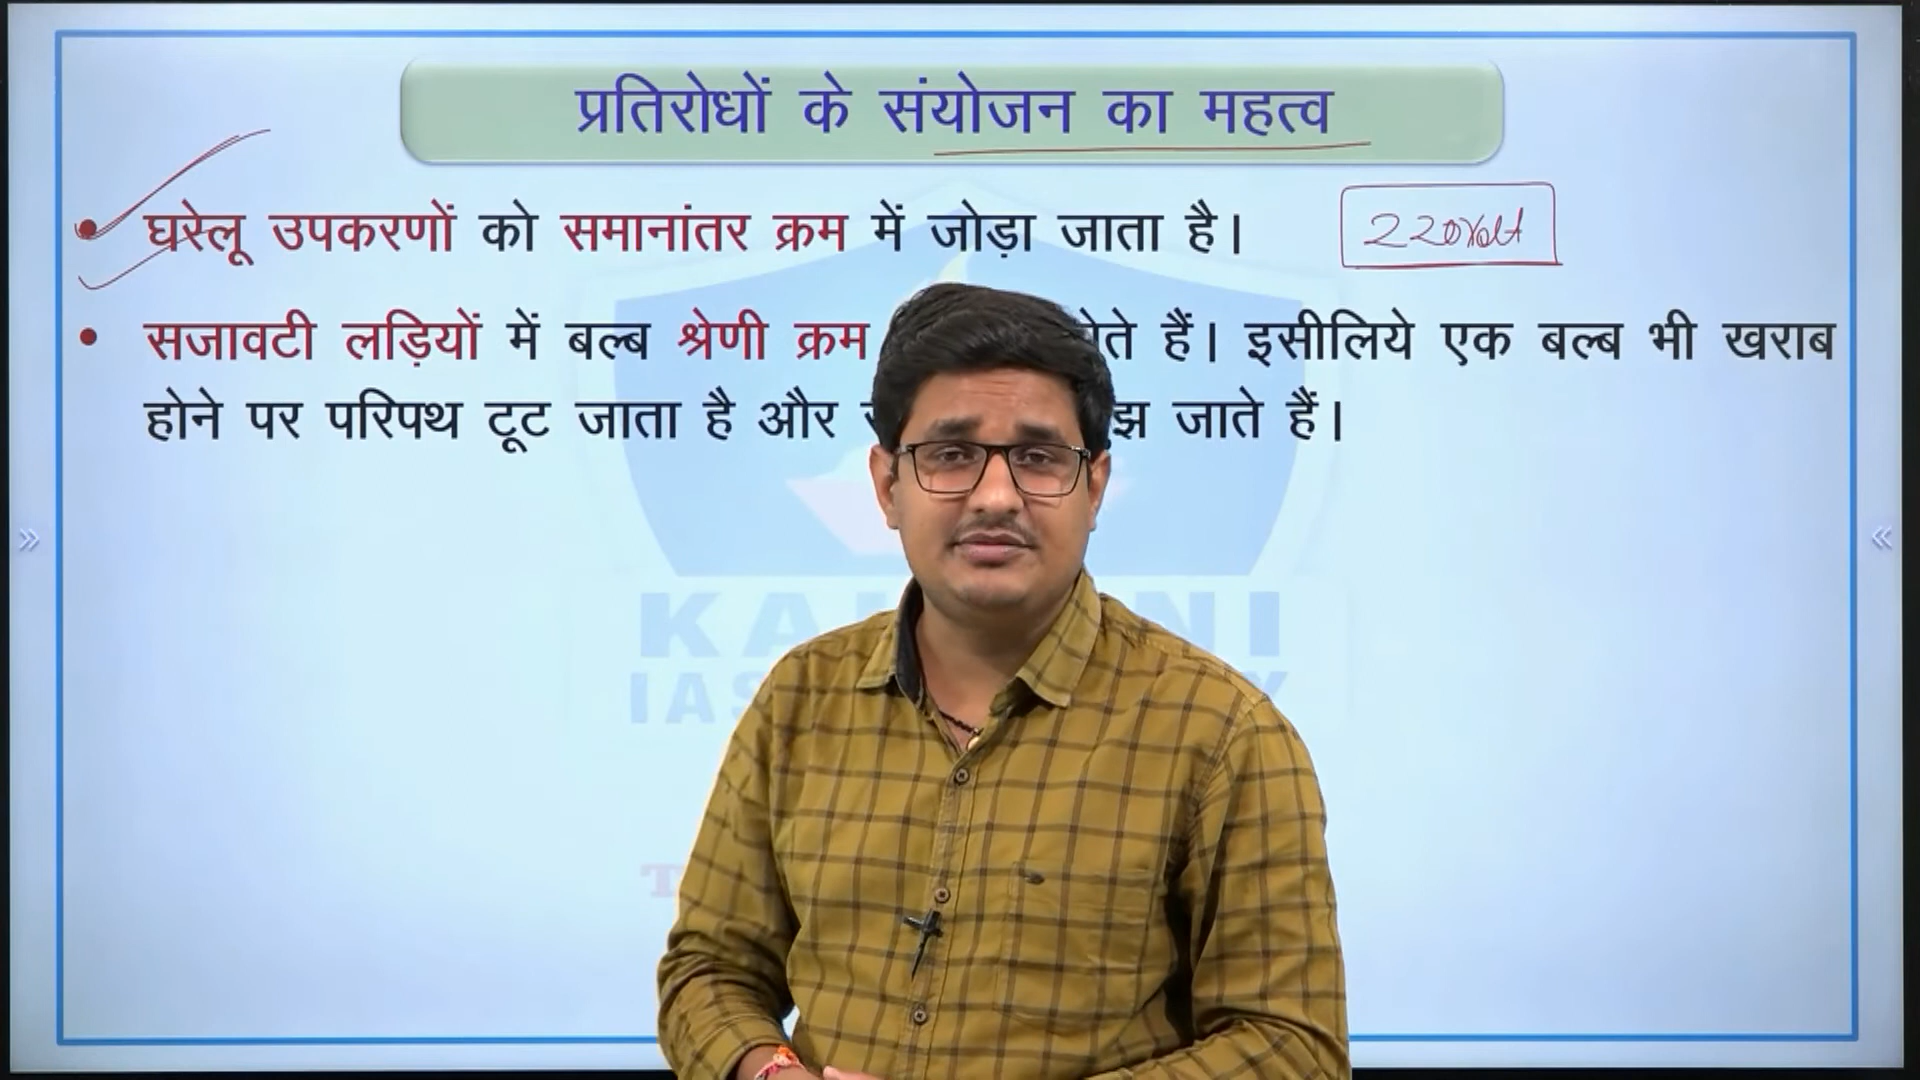 प्रतिरोधों के संयोजन का महत्व
घरेलू उपकरणों को समानांतर क्रम में जोड़ा जाता है।
220Volt
सजावटी लड़ियों में बल्ब श्रेणी क्रम हैं। इसीलिये एक बल्ब भी खराब
होने पर परिपथ टूट जाता है और जाते हैं।